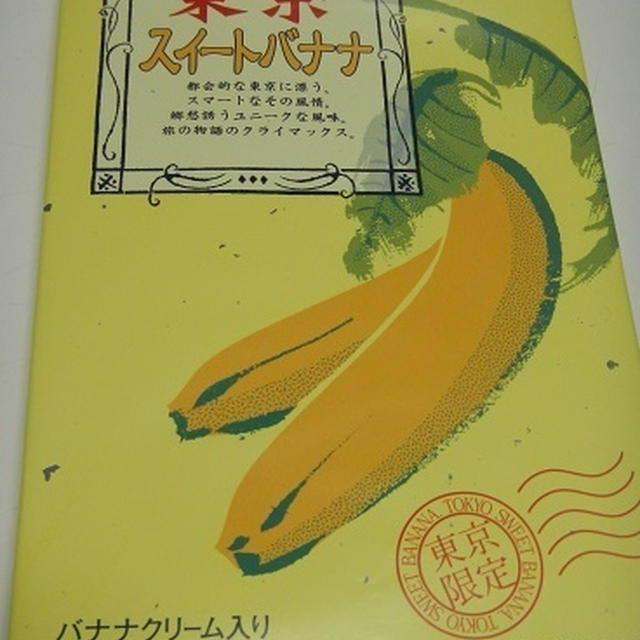 東京
スイートバナナ
都会的な東京に漂う、
スマートなその風情。
郷愁誘うユニークな風味。
旅の物語のクライマックス。
BANANA TOKYO SWEET BANANA TOKYO SWEET
東京
限定
バナナクリーム入り